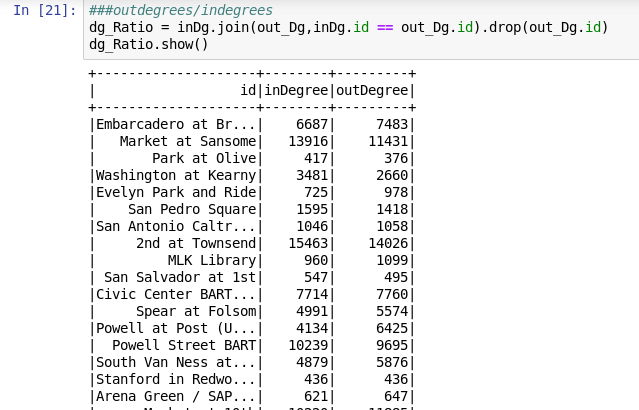 In [21]: ###outdegrees/indegrees
dg_Ratio = inDg.join(out_Dg,inDg.id == out_Dg.id).drop(out_Dg.id)
dg_Ratio.show()
+--------------------+--------+---------+
|                  id|inDegree|outDegree|
+--------------------+--------+---------+
|Embarcadero at Br...|    6687|     7483|
|   Market at Sansome|   13916|    11431|
|       Park at Olive|     417|      376|
|Washington at Kearny|    3481|     2660|
|Evelyn Park and Ride|     725|      978|
|    San Pedro Square|    1595|     1418|
|San Antonio Caltr...|    1046|     1058|
|     2nd at Townsend|   15463|    14026|
|         MLK Library|     960|     1099|
| San Salvador at 1st|     547|      495|
|Civic Center BART...|    7714|     7760|
|     Spear at Folsom|    4991|     5574|
|Powell at Post (U...|    4134|     6425|
|  Powell Street BART|   10239|     9695|
|South Van Ness at...|    4879|     5876|
|Stanford in Redwo...|     436|      436|
|Arena Green / SAP...|     621|      647|